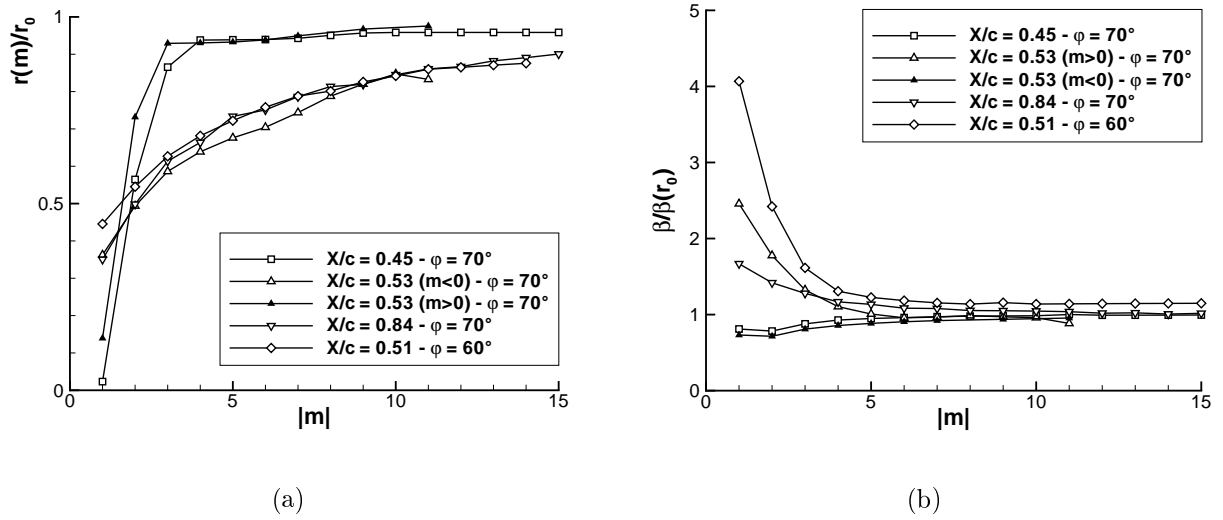 r(m)/r0
1
0.5
0
0
5
10
15
|m|
X/c = 0.45 - φ = 70°
X/c = 0.53 (m<0) - φ = 70°
X/c = 0.53 (m>0) - φ = 70°
X/c = 0.84 - φ = 70°
X/c = 0.51 - φ = 60°
(a)
β/β(r0)
5
4
3
2
1
0
0
5
10
15
|m|
X/c = 0.45 - φ = 70°
X/c = 0.53 (m>0) - φ = 70°
X/c = 0.53 (m<0) - φ = 70°
X/c = 0.84 - φ = 70°
X/c = 0.51 - φ = 60°
(b)